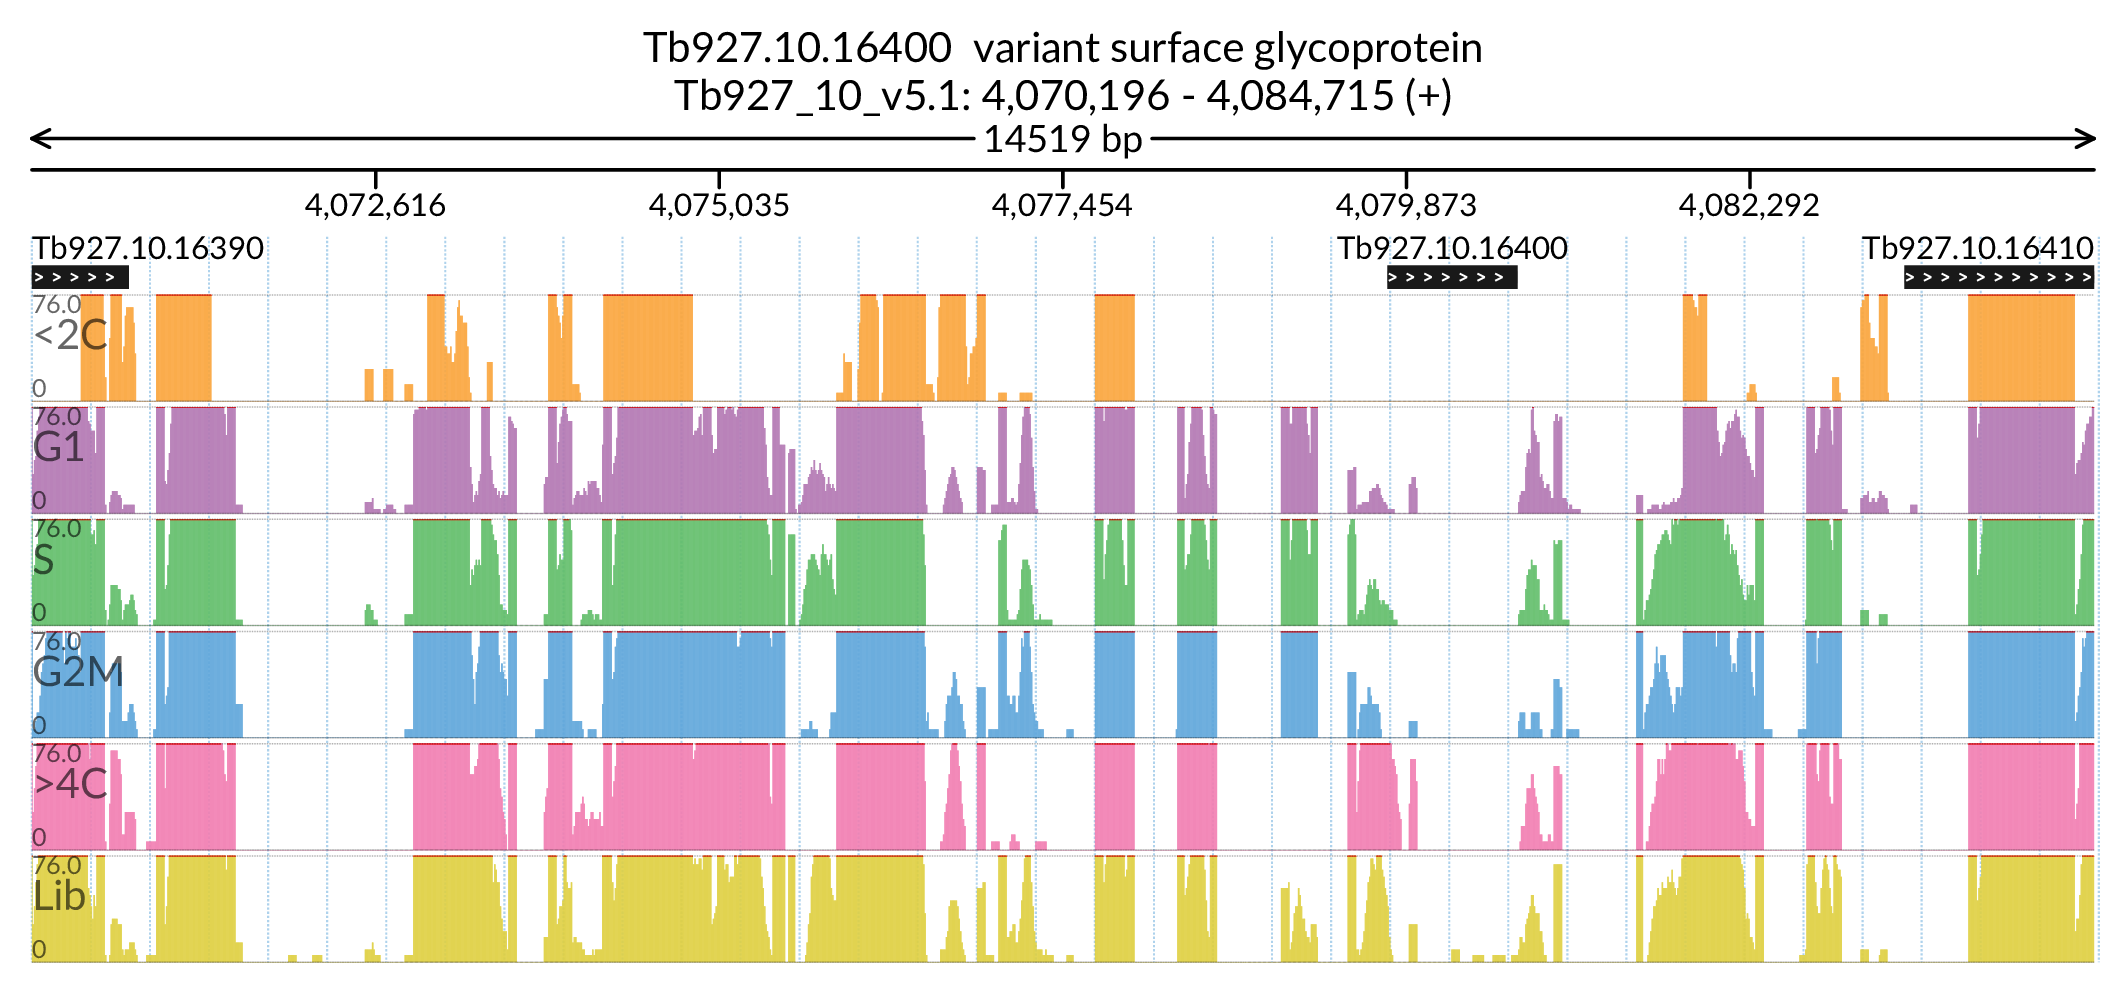 Tb927.10.16400  variant surface glycoprotein
Tb927_10_v5.1: 4,070,196 - 4,084,715 (+)
14519 bp
4,072,616 4,075,035 4,077,454 4,079,873 4,082,292
Tb927.10.16390 Tb927.10.16400 Tb927.10.16410
> > > > > > > > > > > > > > > > > > > > > >
76.0
<2C
0
76.0
G1
0
76.0
S
0
76.0
G2M
0
76.0
>4C
0
76.0
Lib
0